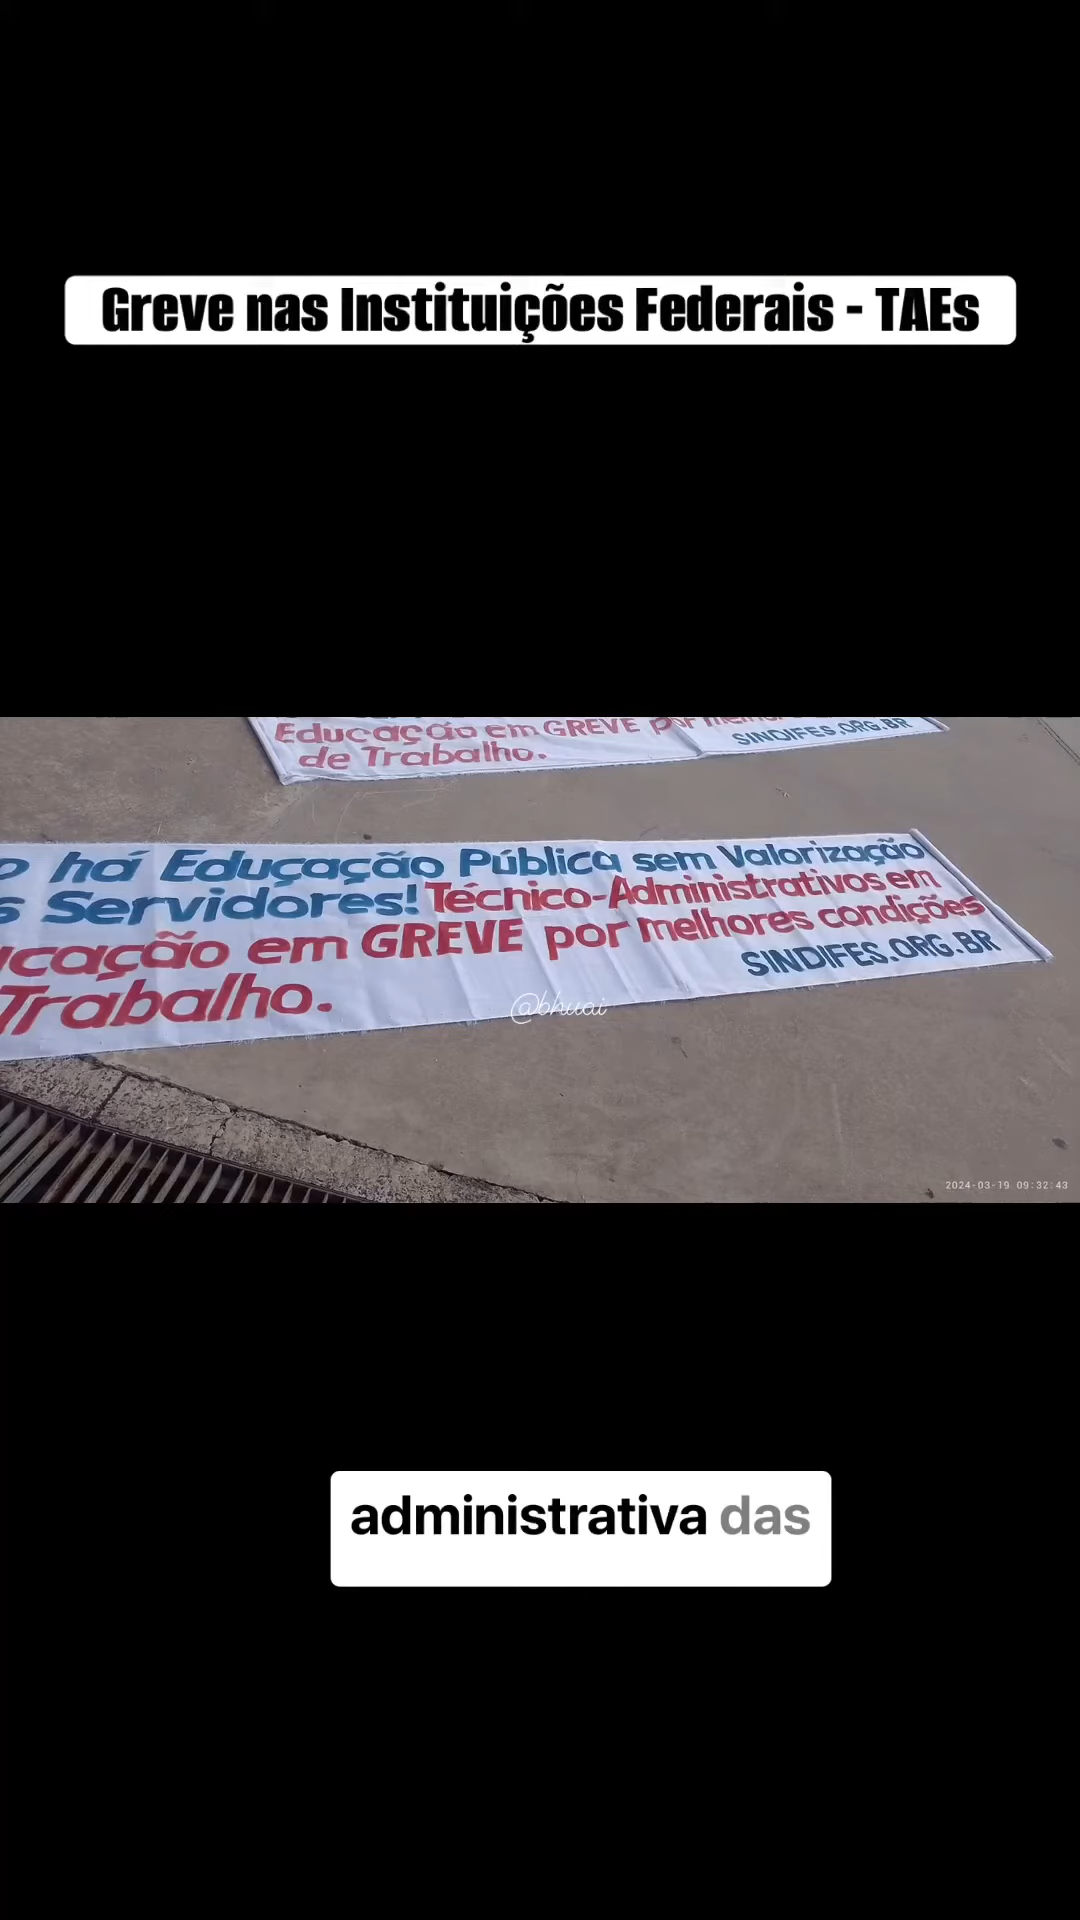 Greve nas Instituições Federais - TAEs
Educação em GREVE por
SINDIFES.ORG.BR
de Trabalho.
há Educação Pública sem Valorização
Servidores! Técnico-Administrativos em
em GREVE por melhores condições
SINDIFES.ORG.BR
Trabalho.
@bhuai
2024-03-19 09:32:43
administrativa das